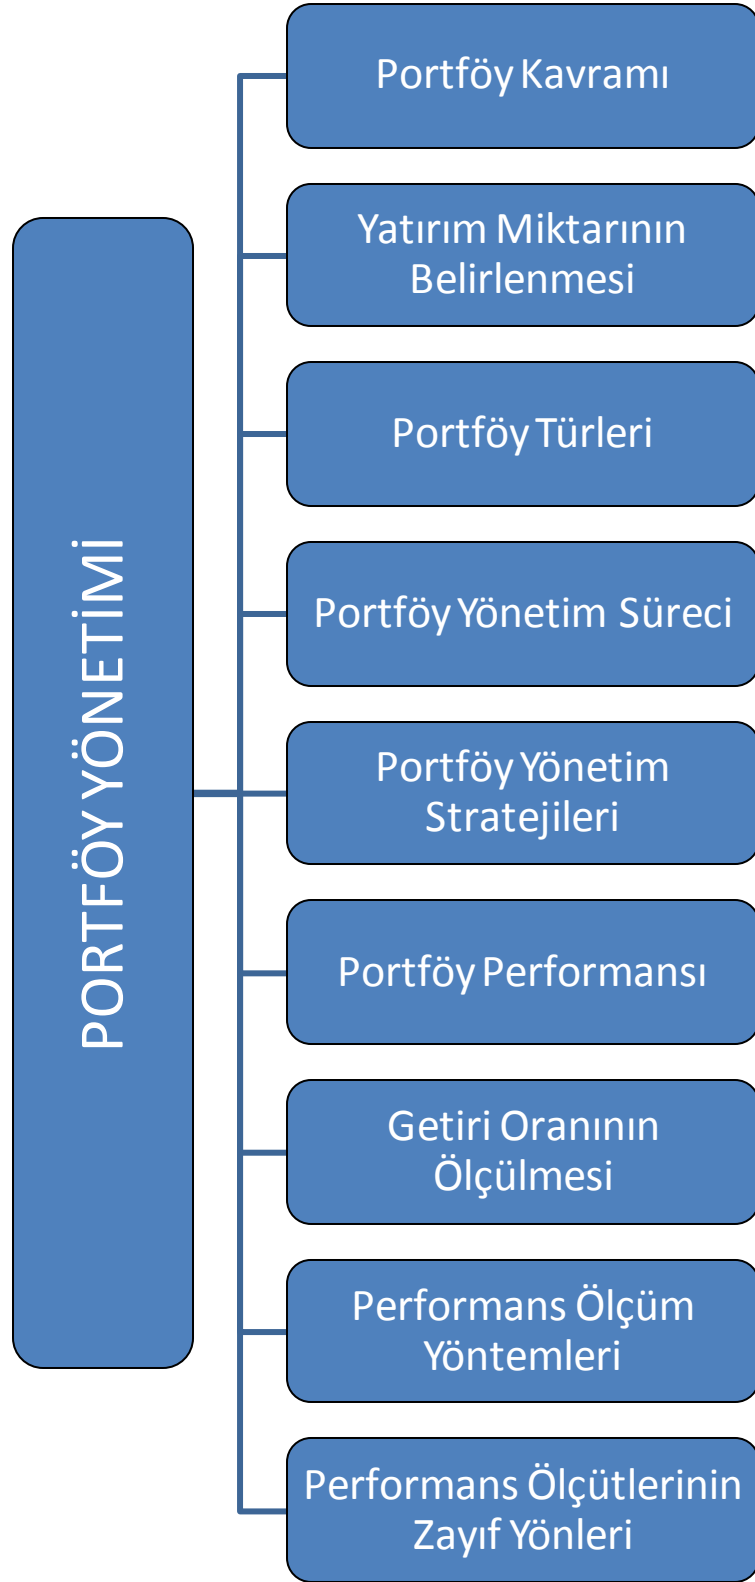 PORTFÖY YÖNETİMİ
Portföy Kavramı
Yatırım Miktarının
Belirlenmesi
Portföy Türleri
Portföy Yönetim Süreci
Portföy Yönetim
Stratejileri
Portföy Performansı
Getiri Oranının
Ölçülmesi
Performans Ölçüm
Yöntemleri
Performans Ölçütlerinin
Zayıf Yönleri